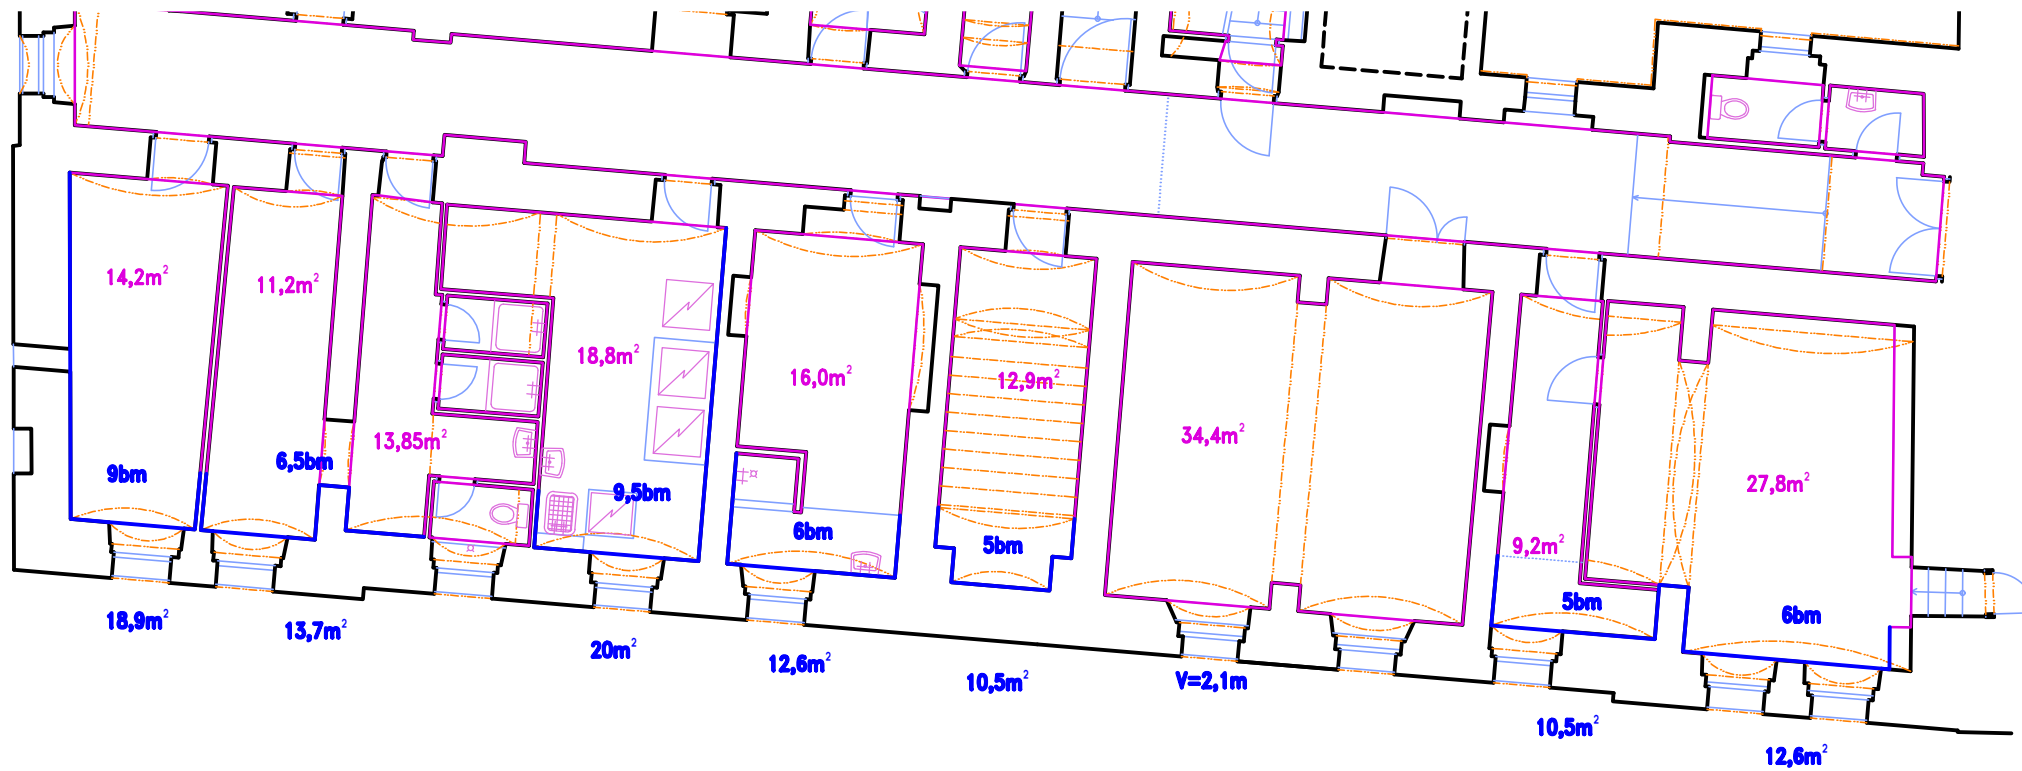 14,2m²
11,2m²
18,8m²
16,0m²
12,9m²
13,85m²
34,4m²
9bm
6,5bm
9,5bm
27,8m²
6bm
5bm
9,2m²
5bm
6bm
18,9m²
13,7m²
20m²
12,6m²
10,5m²
V=2,1m
10,5m²
12,6m²